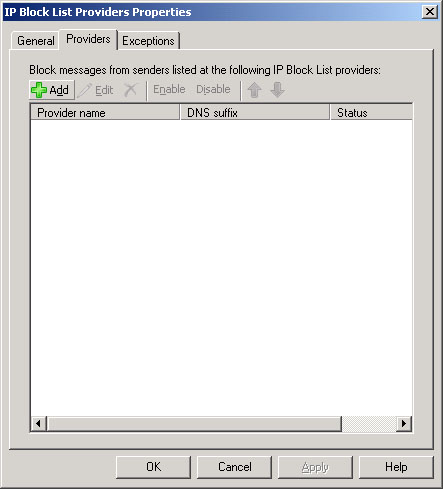 IP Block List Providers Properties
General Providers Exceptions
Block messages from senders listed at the following IP Block List providers:
Add Edit Enable Disable
Provider name DNS suffix Status
OK Cancel Apply Help